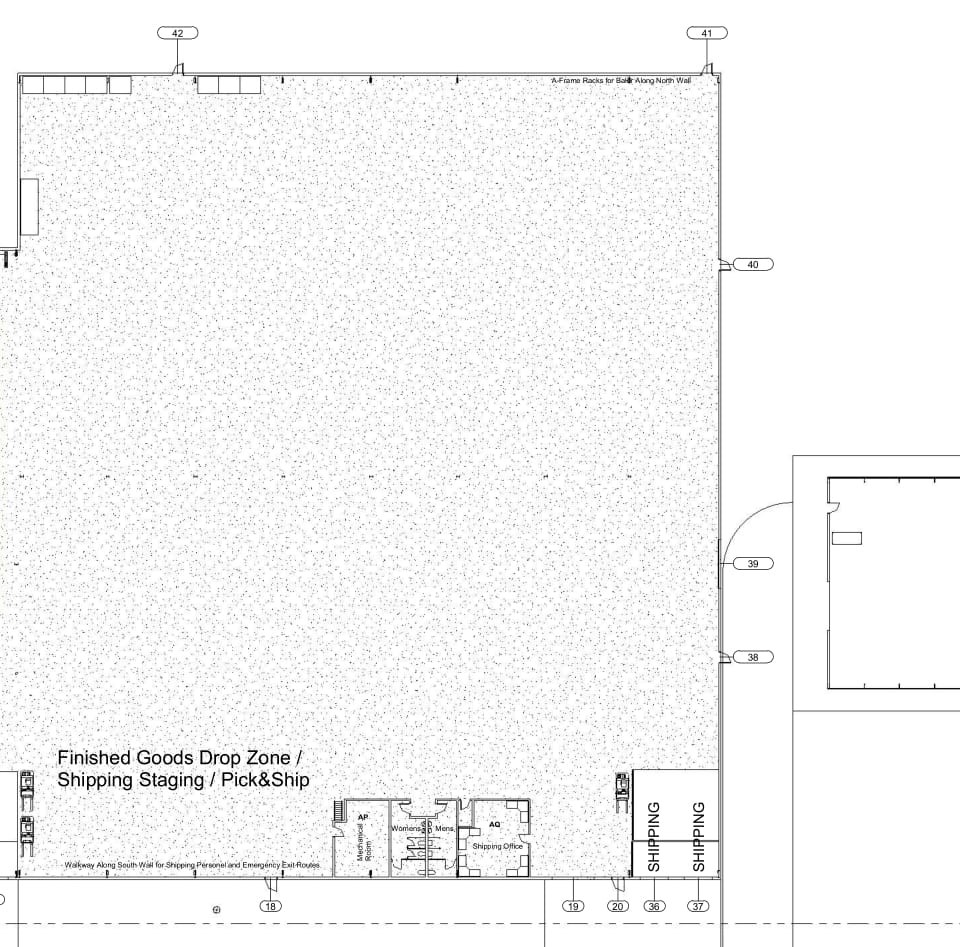 42
41
A-Frame Racks for Baker Along North Wall
40
39
38
Finished Goods Drop Zone /
Shipping Staging / Pick&Ship
AP
Mechanical
Room
Womens
Mens
AQ
Shipping Office
SHIPPING
SHIPPING
Walkway Along South Wall for Shipping Personel and Emergency Exit Routes
18
19
20
36
37